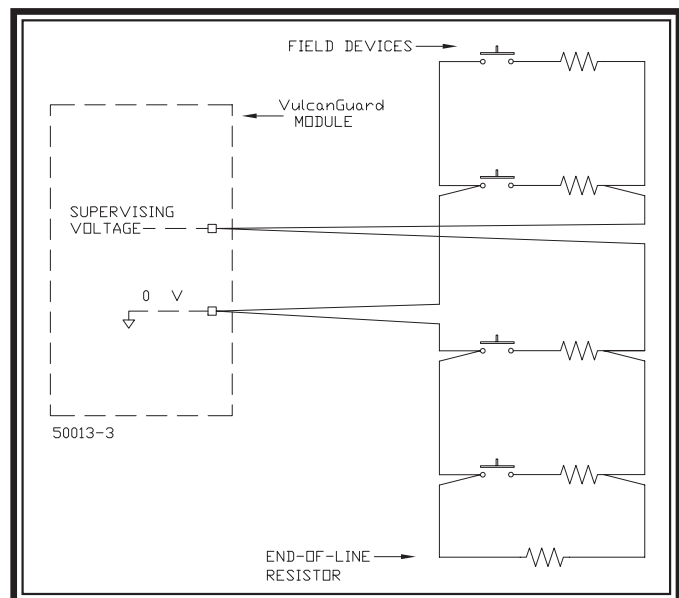 FIELD DEVICES
VulcanGuard
MODULE
SUPERVISING
VOLTAGE
0 V
50013-3
END-OF-LINE
RESISTOR